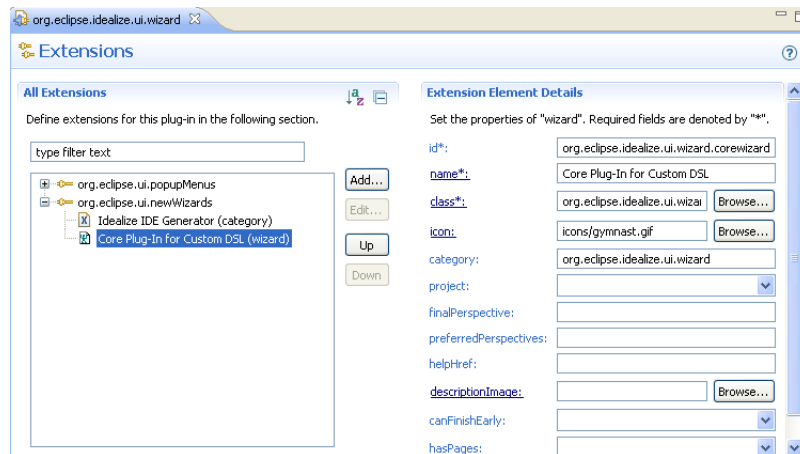 org.eclipse.idealize.ui.wizard
Extensions
All Extensions
Define extensions for this plug-in in the following section.
type filter text
org.eclipse.ui.popupMenus
org.eclipse.ui.newWizards
Idealize IDE Generator (category)
Core Plug-In for Custom DSL (wizard)
Add...
Edit...
Up
Down
Extension Element Details
Set the properties of "wizard". Required fields are denoted by "*".
id*: org.eclipse.idealize.ui.wizard.corewizard
name*: Core Plug-In for Custom DSL
class*: org.eclipse.idealize.ui.wizar Browse...
icon: icons/gymnast.gif Browse...
category: org.eclipse.idealize.ui.wizard
project:
finalPerspective:
preferredPerspectives:
helpHref:
descriptionImage: Browse...
canFinishEarly:
hasPages: